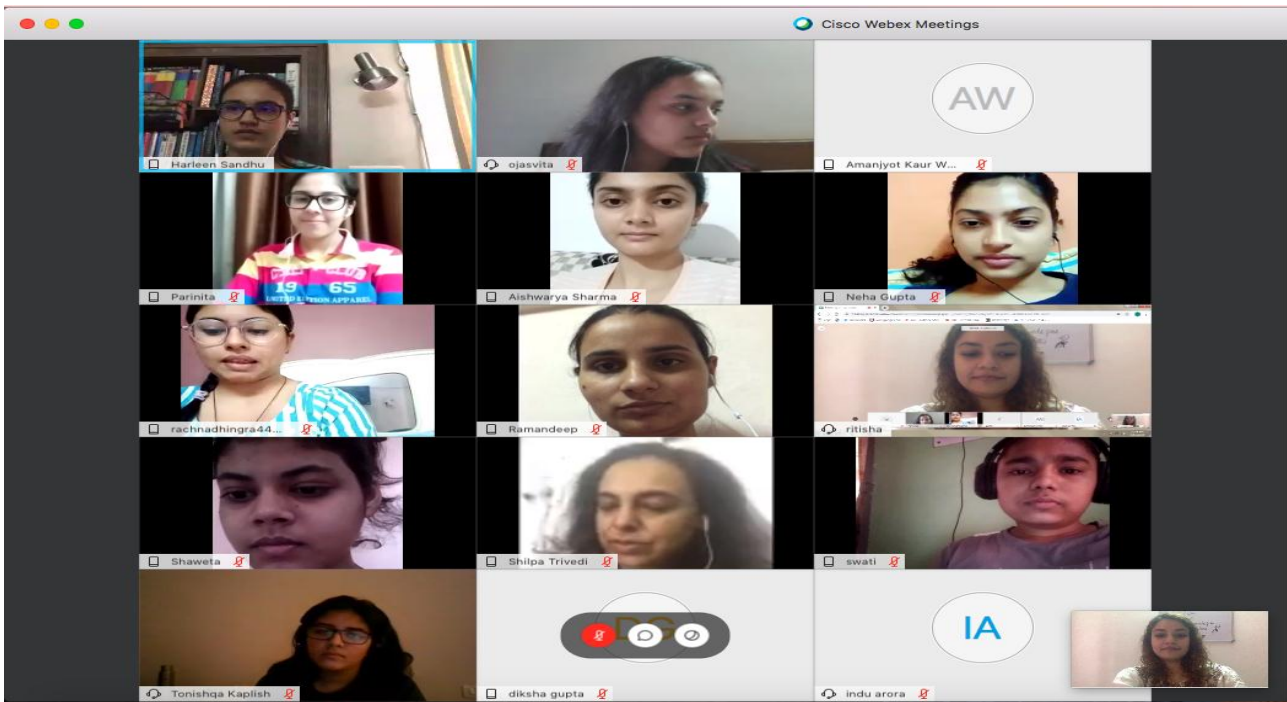 Cisco Webex Meetings
Harleen Sandhu
ojasvita
AW
Amanjyot Kaur W...
19 65
Parinita
Aishwarya Sharma
Neha Gupta
rachnadhingra44...
Ramandeep
ritisha
Shaweta
Shilpa Trivedi
swati
DG
IA
Tonishqa Kaplish
diksha gupta
indu arora